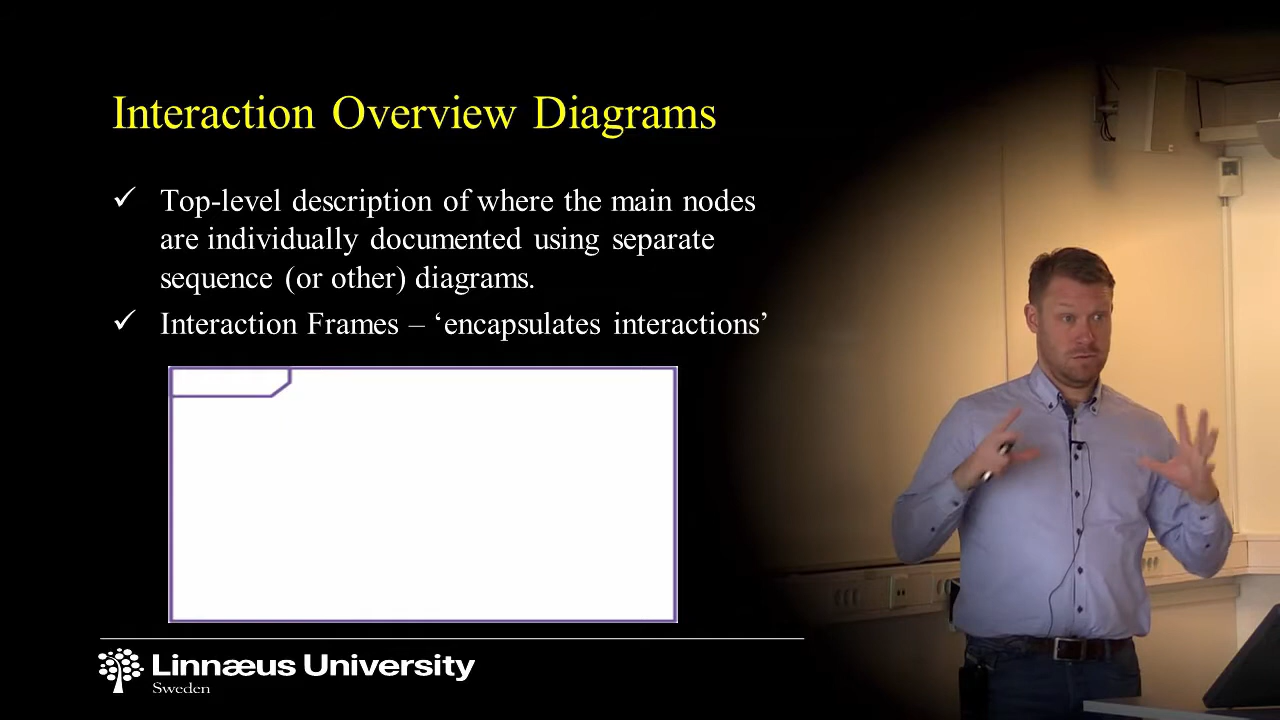 Interaction Overview Diagrams
✓ Top-level description of where the main nodes
are individually documented using separate
sequence (or other) diagrams.
✓ Interaction Frames – ‘encapsulates interactions’
Linnæus University
Sweden